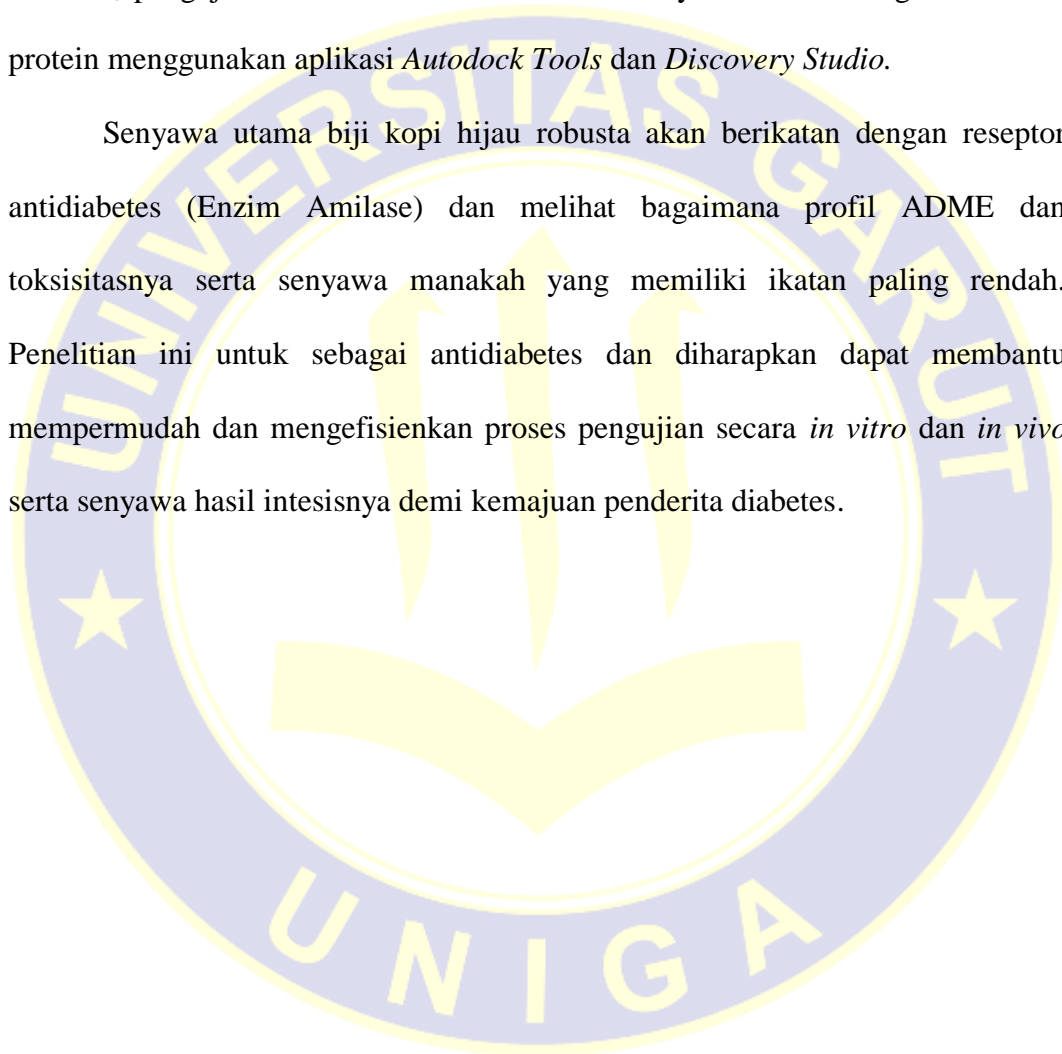 protein menggunakan aplikasi Autodock Tools dan Discovery Studio.
Senyawa utama biji kopi hijau robusta akan berikatan dengan reseptor
antidiabetes (Enzim Amilase) dan melihat bagaimana profil ADME dan
toksisitasnya serta senyawa manakah yang memiliki ikatan paling rendah.
Penelitian ini untuk sebagai antidiabetes dan diharapkan dapat membantu
mempermudah dan mengefisienkan proses pengujian secara in vitro dan in vivo
serta senyawa hasil intesisnya demi kemajuan penderita diabetes.
UNIVERSITAS GARUT
UNIGA